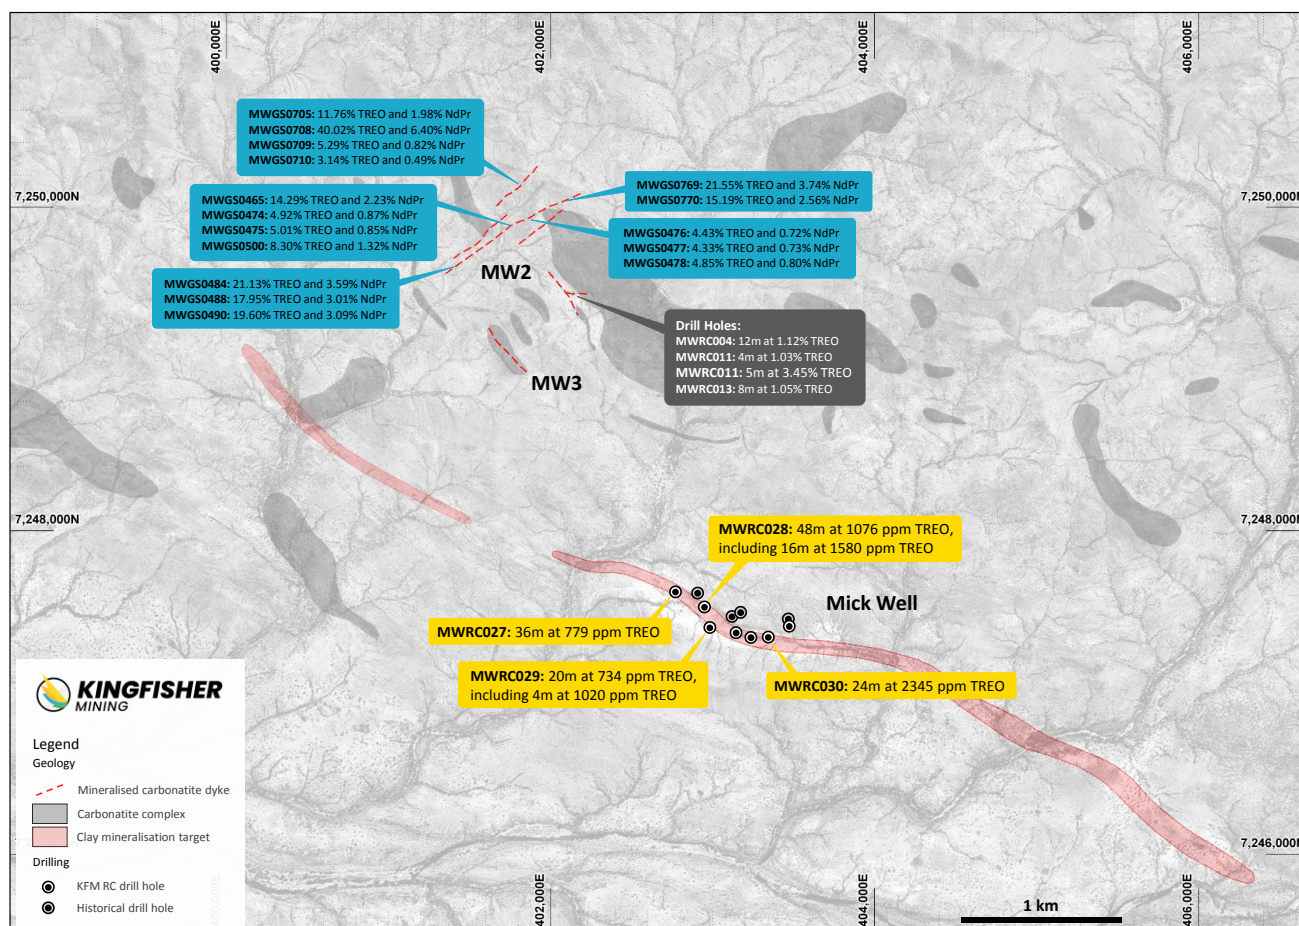 400,000E
402,000E
404,000E
406,000E
MWGS0705: 11.76% TREO and 1.98% NdPr
MWGS0708: 40.02% TREO and 6.40% NdPr
MWGS0709: 5.29% TREO and 0.82% NdPr
MWGS0710: 3.14% TREO and 0.49% NdPr
7,250,000N
7,250,000N
MWGS0769: 21.55% TREO and 3.74% NdPr
MWGS0770: 15.19% TREO and 2.56% NdPr
MWGS0465: 14.29% TREO and 2.23% NdPr
MWGS0474: 4.92% TREO and 0.87% NdPr
MWGS0475: 5.01% TREO and 0.85% NdPr
MWGS0500: 8.30% TREO and 1.32% NdPr
MWGS0476: 4.43% TREO and 0.72% NdPr
MWGS0477: 4.33% TREO and 0.73% NdPr
MWGS0478: 4.85% TREO and 0.80% NdPr
MW2
MWGS0484: 21.13% TREO and 3.59% NdPr
MWGS0488: 17.95% TREO and 3.01% NdPr
MWGS0490: 19.60% TREO and 3.09% NdPr
Drill Holes:
MWRC004: 12m at 1.12% TREO
MWRC011: 4m at 1.03% TREO
MWRC011: 5m at 3.45% TREO
MWRC013: 8m at 1.05% TREO
MW3
7,248,000N
7,248,000N
MWRC028: 48m at 1076 ppm TREO,
including 16m at 1580 ppm TREO
Mick Well
MWRC027: 36m at 779 ppm TREO
MWRC029: 20m at 734 ppm TREO,
including 4m at 1020 ppm TREO
MWRC030: 24m at 2345 ppm TREO
KINGFISHER
MINING
Legend
Geology
Mineralised carbonatite dyke
Carbonatite complex
Clay mineralisation target
Drilling
KFM RC drill hole
Historical drill hole
7,246,000N
400,000E
402,000E
404,000E
406,000E
1 km